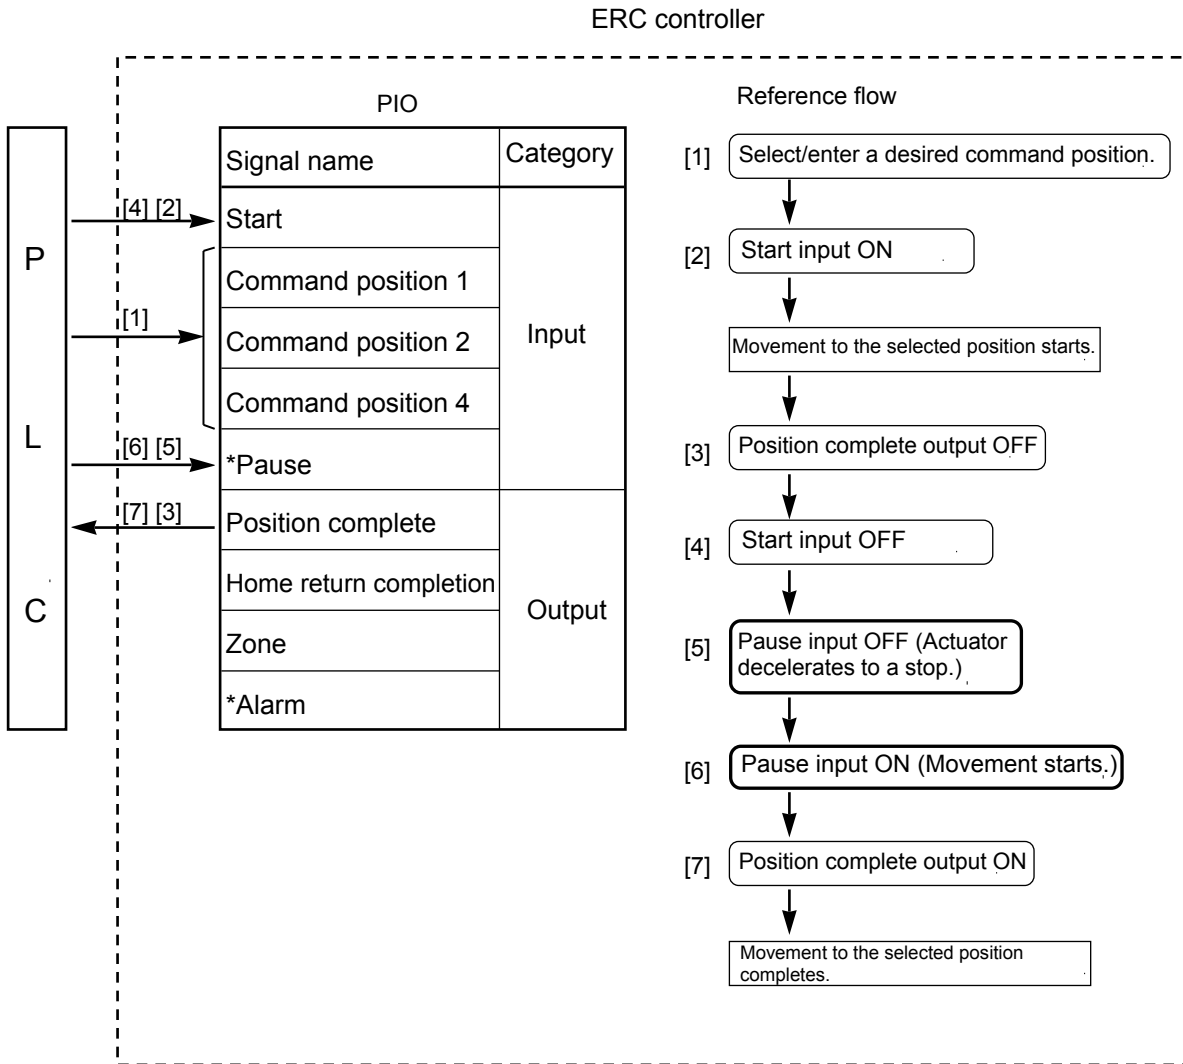 ERC controller
PIO
Reference flow
P
L
C
Signal name
Category
[4] [2]
Start
Command position 1
[1]
Command position 2
Input
Command position 4
[6] [5]
*Pause
[7] [3]
Position complete
Home return completion
Output
Zone
*Alarm
[1]
Select/enter a desired command position.
[2]
Start input ON
Movement to the selected position starts.
[3]
Position complete output OFF
[4]
Start input OFF
[5]
Pause input OFF (Actuator
decelerates to a stop.)
[6]
Pause input ON (Movement starts.)
[7]
Position complete output ON
Movement to the selected position
completes.